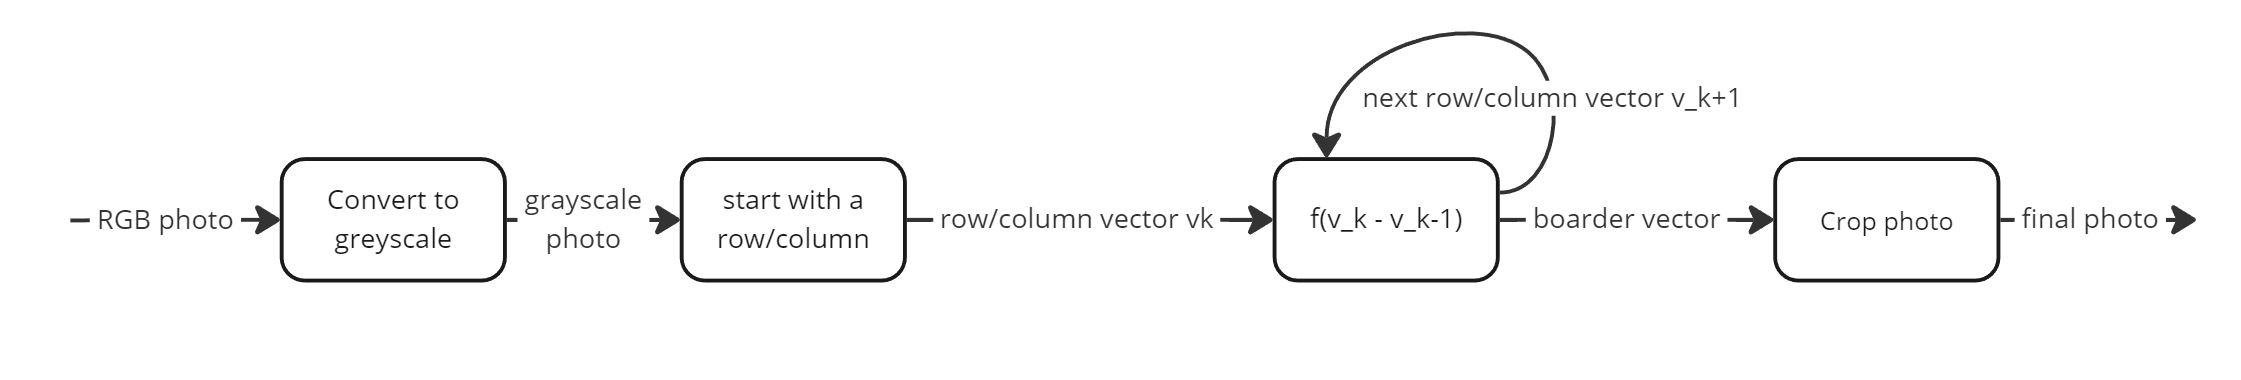 RGB photo
Convert to
greyscale
grayscale
photo
start with a
row/column
row/column vector vk
next row/column vector v_k+1
f(v_k - v_k-1)
boarder vector
Crop photo
final photo